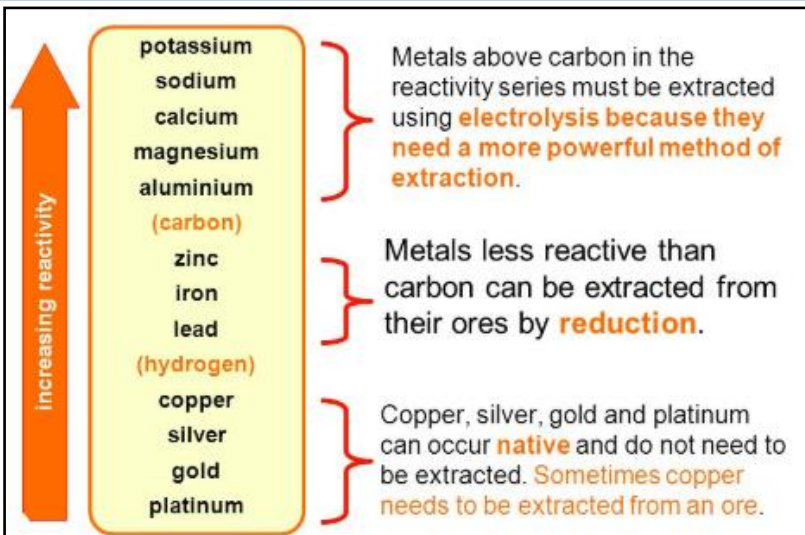 increasing reactivity
potassium
sodium
calcium
magnesium
aluminium
(carbon)
zinc
iron
lead
(hydrogen)
copper
silver
gold
platinum
Metals above carbon in the
reactivity series must be extracted
using electrolysis because they
need a more powerful method of
extraction.
Metals less reactive than
carbon can be extracted from
their ores by reduction.
Copper, silver, gold and platinum
can occur native and do not need to
be extracted. Sometimes copper
needs to be extracted from an ore.